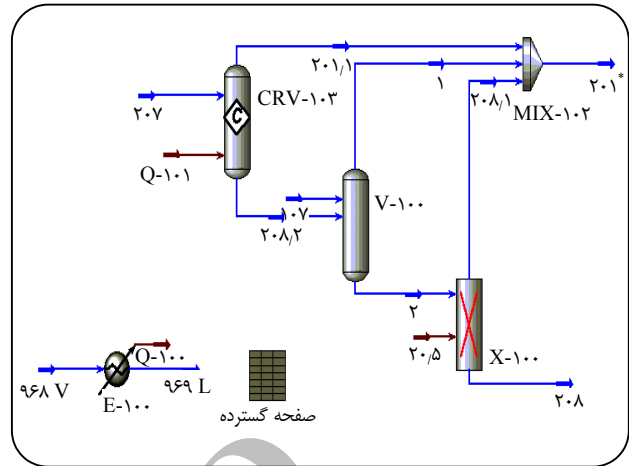 ۲۰۱٫۱
۱
۲۰۱*
CRV-۱۰۳
۲۰۸٫۱
MIX-۱۰۲
۲۰۷
Q-۱۰۱
V-۱۰۰
۱۰۷
۲۰۸٫۲
۲
۲۰٫۵
X-۱۰۰
Q-۱۰۰
۹۶۸ V
۹۶۹ L
E-۱۰۰
۲۰۸
صفحه گسترده